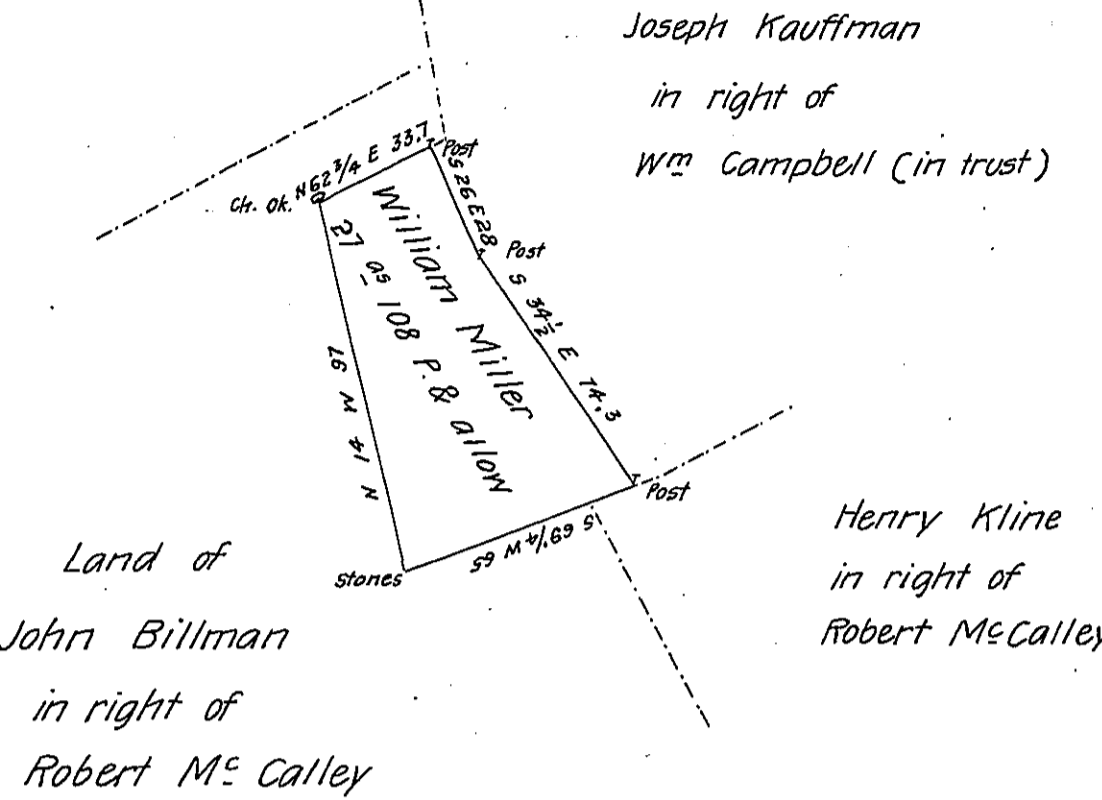 Joseph Kauffman
in right of
Wm Campbell (in trust)
Ch. Ok.
N 62 3/4 E 33.7
Post
S 26 E 28
Post
S 34 1/2 E 74.3
Post
S 69 1/4 W 65
Stones
N 14 W 97
William Miller
27 as 108 P. & allow
Henry Kline
in right of
Robert McCalley
Land of
John Billman
in right of
Robert Mc Calley